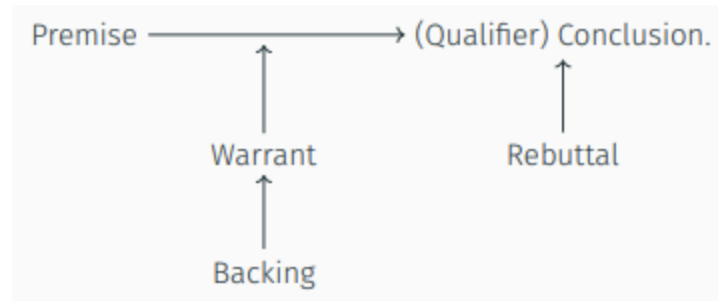 Premise (Qualifier) Conclusion.
Warrant Rebuttal
Backing